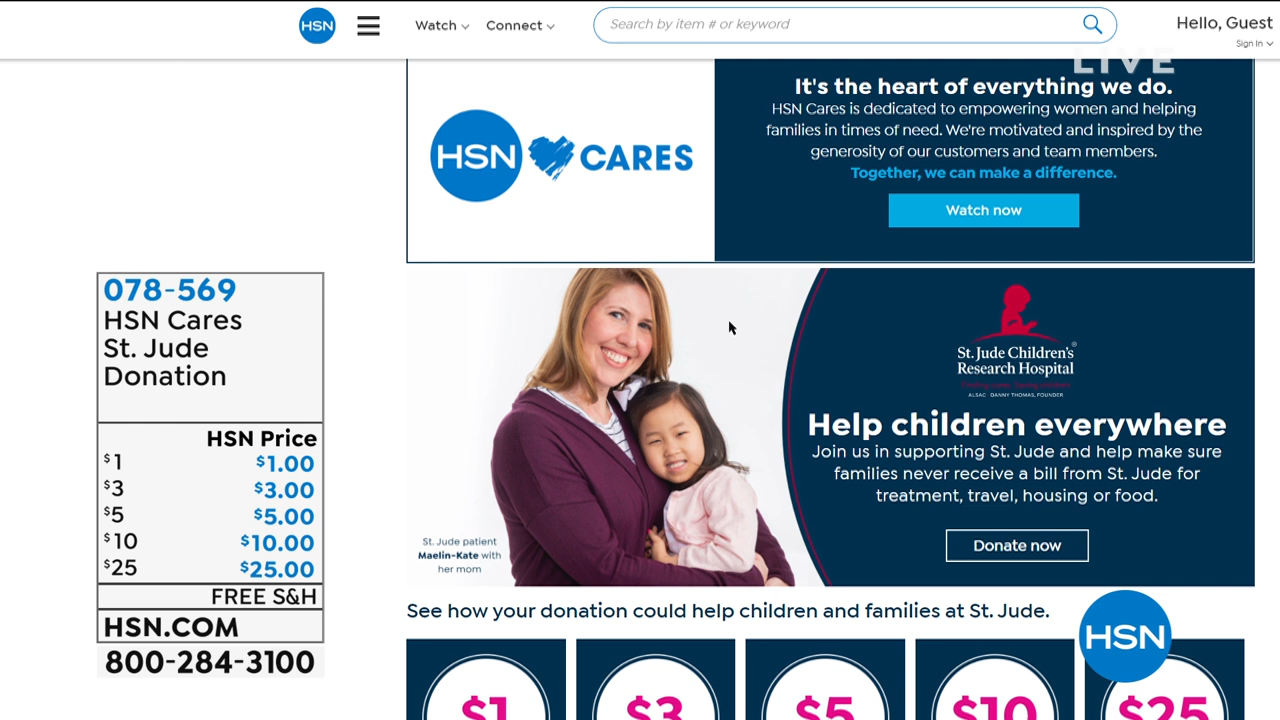 HSN
Watch
Connect
Search by item # or keyword
Hello, Guest
Sign In
LIVE
HSN CARES
It's the heart of everything we do.
HSN Cares is dedicated to empowering women and helping
families in times of need. We're motivated and inspired by the
generosity of our customers and team members.
Together, we can make a difference.
Watch now
078-569
HSN Cares
St. Jude
Donation
HSN Price
$1 $1.00
$3 $3.00
$5 $5.00
$10 $10.00
$25 $25.00
FREE S&H
HSN.COM
800-284-3100
St. Jude patient
Maelin-Kate with
her mom
St. Jude Children's®
Research Hospital
Finding cures. Saving children.
ALSAC DANNY THOMAS, FOUNDER
Help children everywhere
Join us in supporting St. Jude and help make sure
families never receive a bill from St. Jude for
treatment, travel, housing or food.
Donate now
See how your donation could help children and families at St. Jude.
HSN
$1 $3 $5 $10 $25